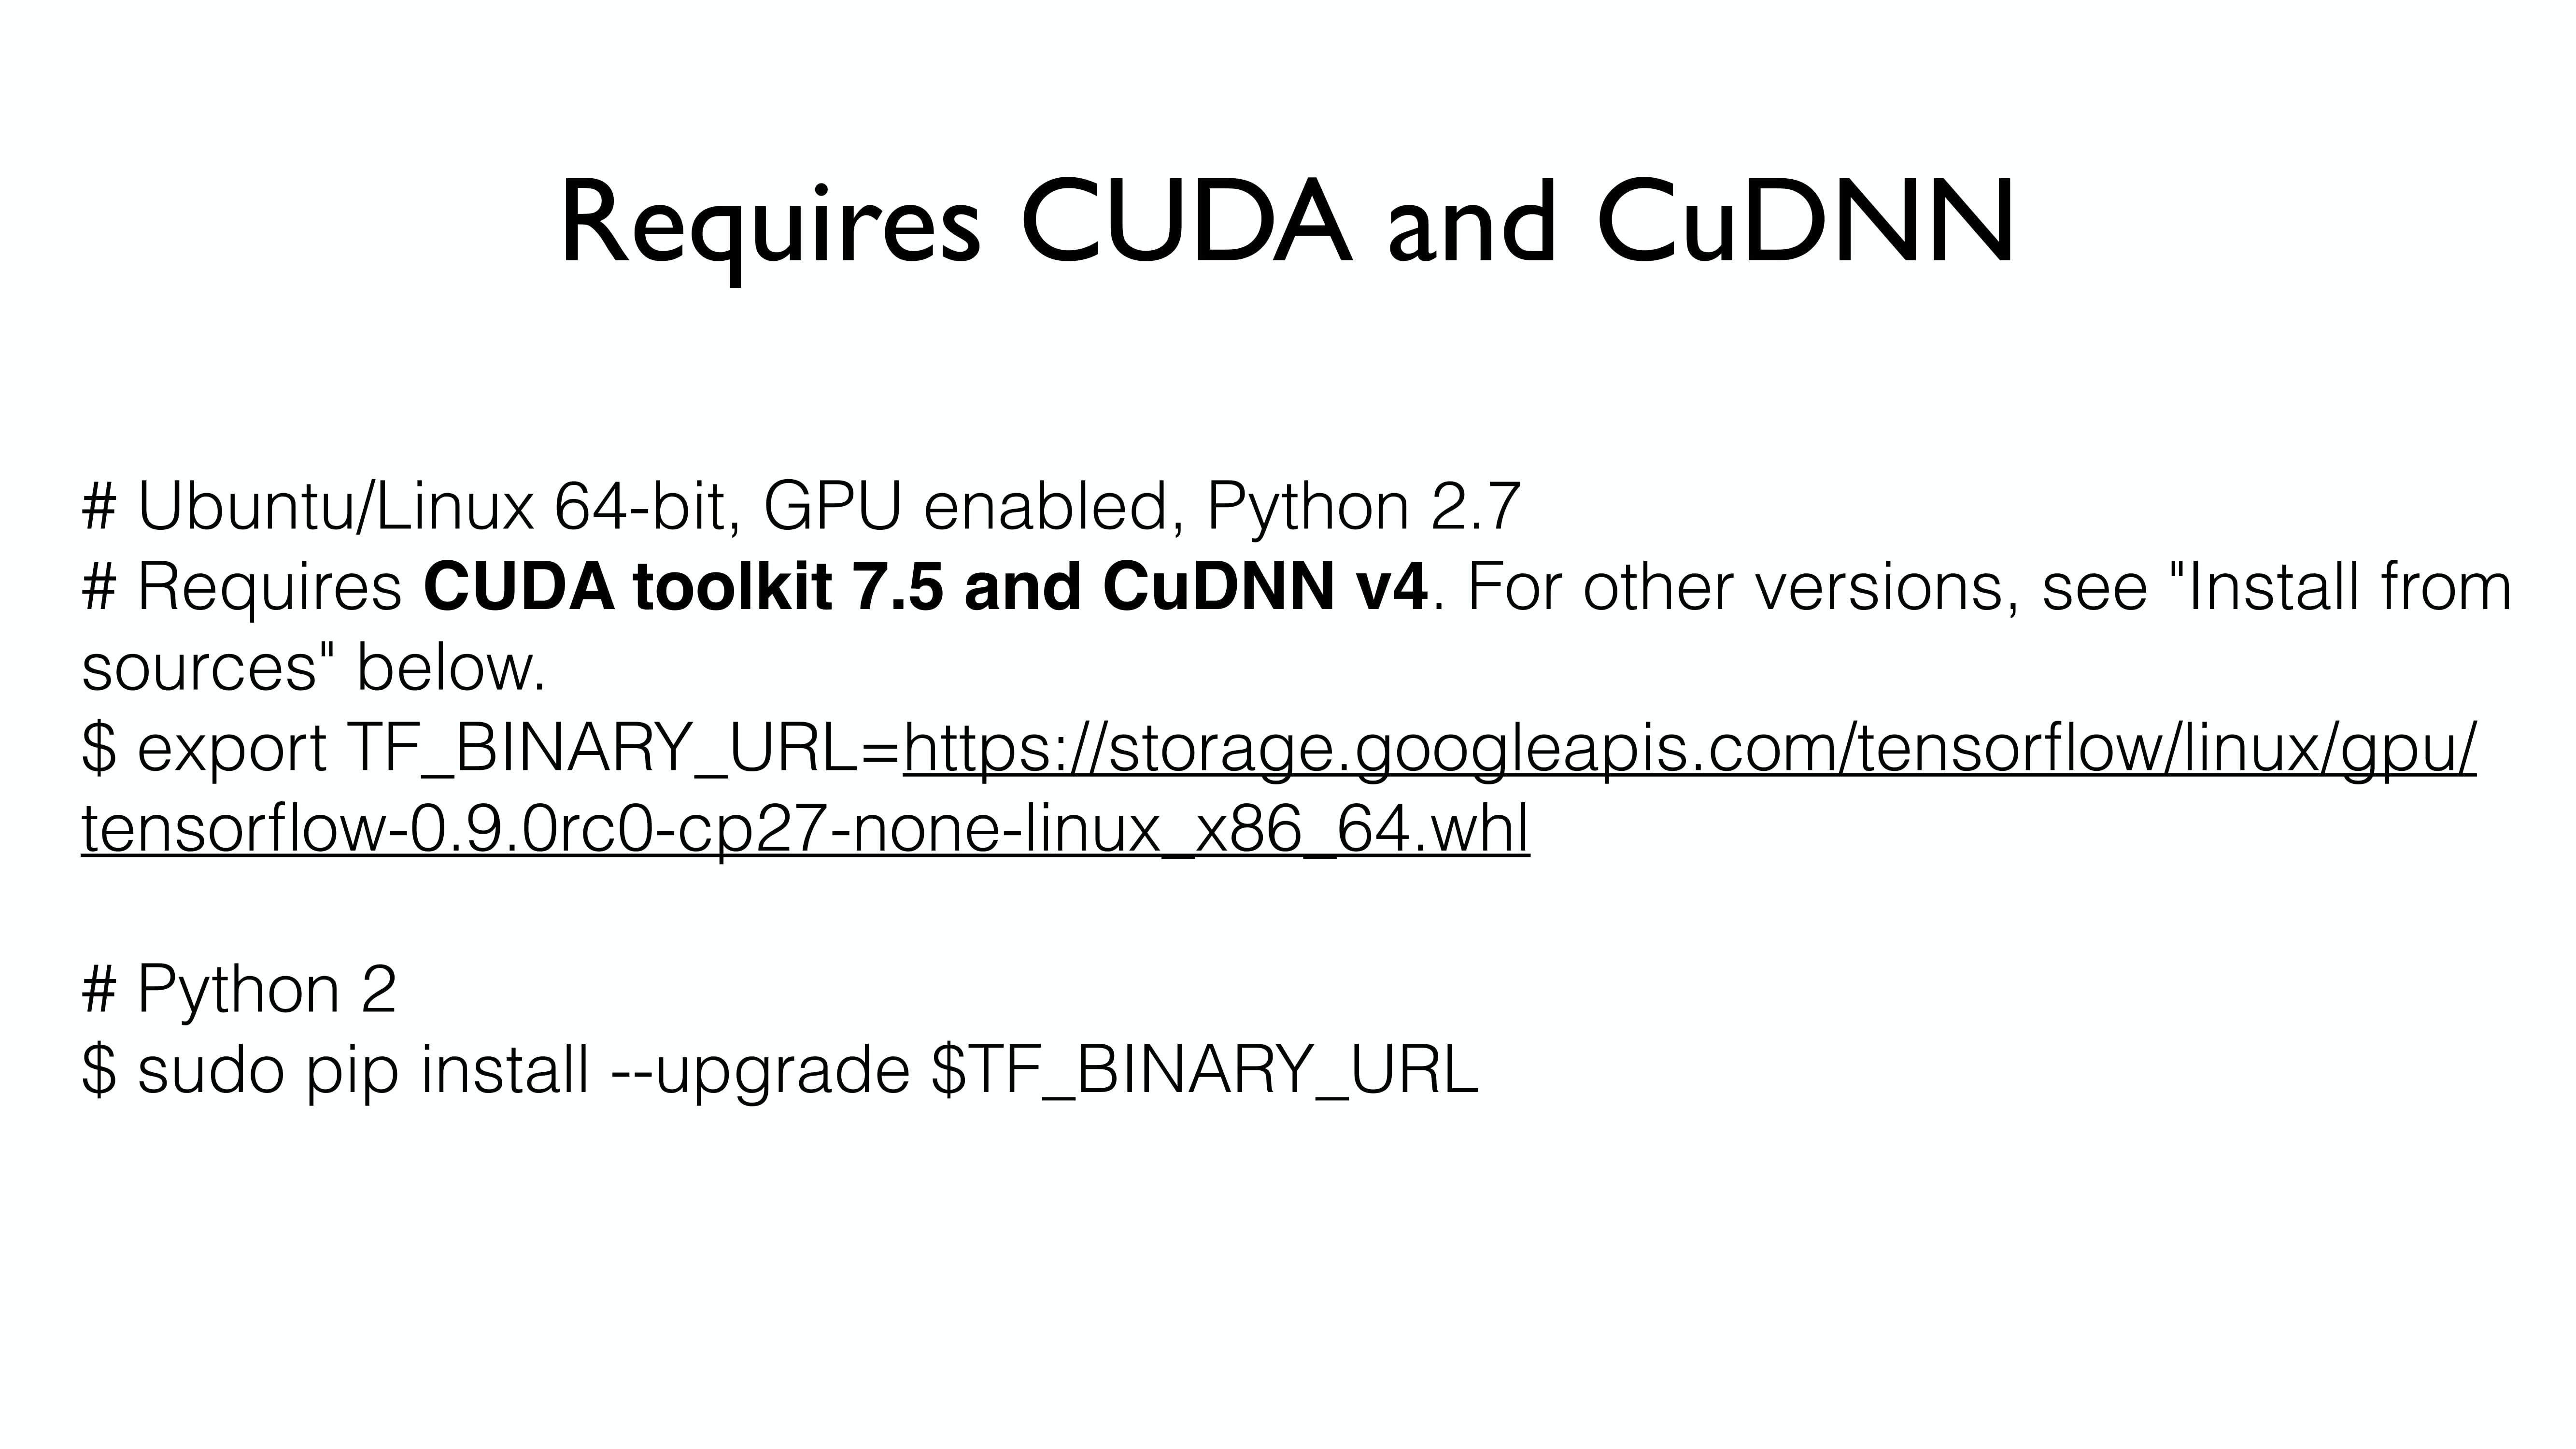 Requires CUDA and CuDNN
# Ubuntu/Linux 64-bit, GPU enabled, Python 2.7
# Requires CUDA toolkit 7.5 and CuDNN v4. For other versions, see "Install from
sources" below.
$ export TF_BINARY_URL=https://storage.googleapis.com/tensorflow/linux/gpu/
tensorflow-0.9.0rc0-cp27-none-linux_x86_64.whl
# Python 2
$ sudo pip install --upgrade $TF_BINARY_URL